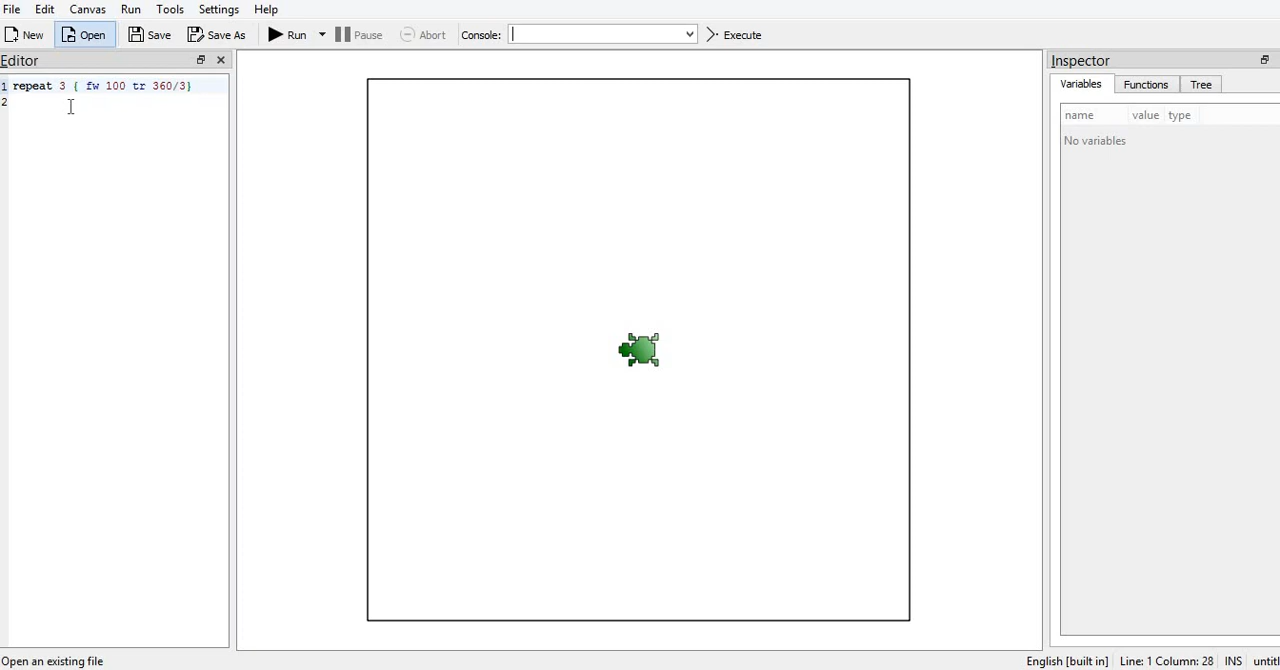 File Edit Canvas Run Tools Settings Help
New Open Save Save As Run Pause Abort Console: Execute
Editor
Inspector
1 repeat 3 { fw 100 tr 360/3}
2
Variables Functions Tree
name value type
No variables
Open an existing file
English [built in] Line: 1 Column: 28 INS untitl